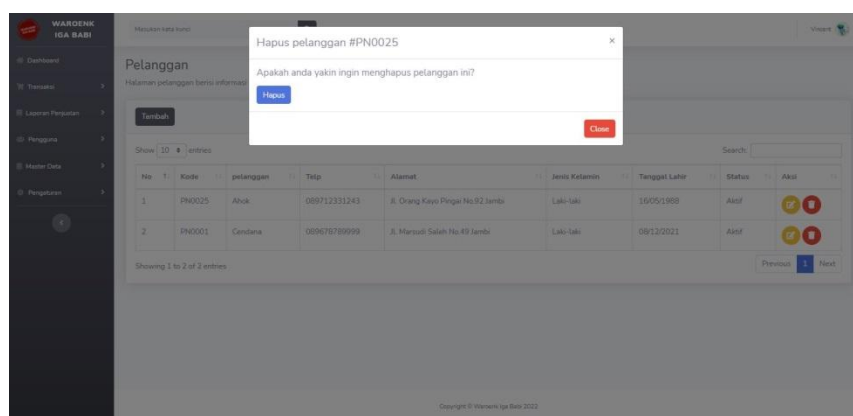 WAROENK
IGA BABI
Masukan kata kunci
Vincent
Hapus pelanggan #PN0025
×
Apakah anda yakin ingin menghapus pelanggan ini?
Hapus
Close
Dashboard
Transaksi
Laporan Penjualan
Pengguna
Master Data
Pengaturan
Pelanggan
Halaman pelanggan berisi informasi
Tambah
Show 10 entries
Search:
No Kode pelanggan Telp Alamat Jenis Kelamin Tanggal Lahir Status Aksi
1 PN0025 Ahok 089712331243 Jl. Orang Kayo Pingai No.92 Jambi Laki-laki 16/05/1988 Aktif
2 PN0001 Cendana 089678789999 Jl. Marsudi Saleh No.49 Jambi Laki-laki 08/12/2021 Aktif
Showing 1 to 2 of 2 entries
Previous 1 Next
Copyright © Waroenk Iga Babi 2022